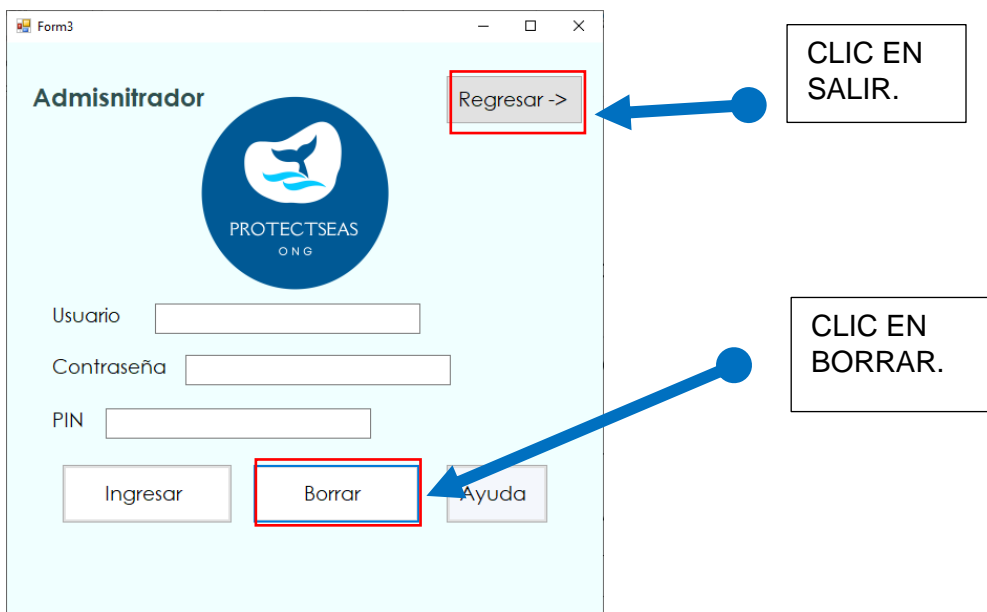 Form3
Admisnitrador
Regresar ->
CLIC EN
SALIR.
PROTECTSEAS
ONG
Usuario
Contraseña
PIN
CLIC EN
BORRAR.
Ingresar
Borrar
Ayuda